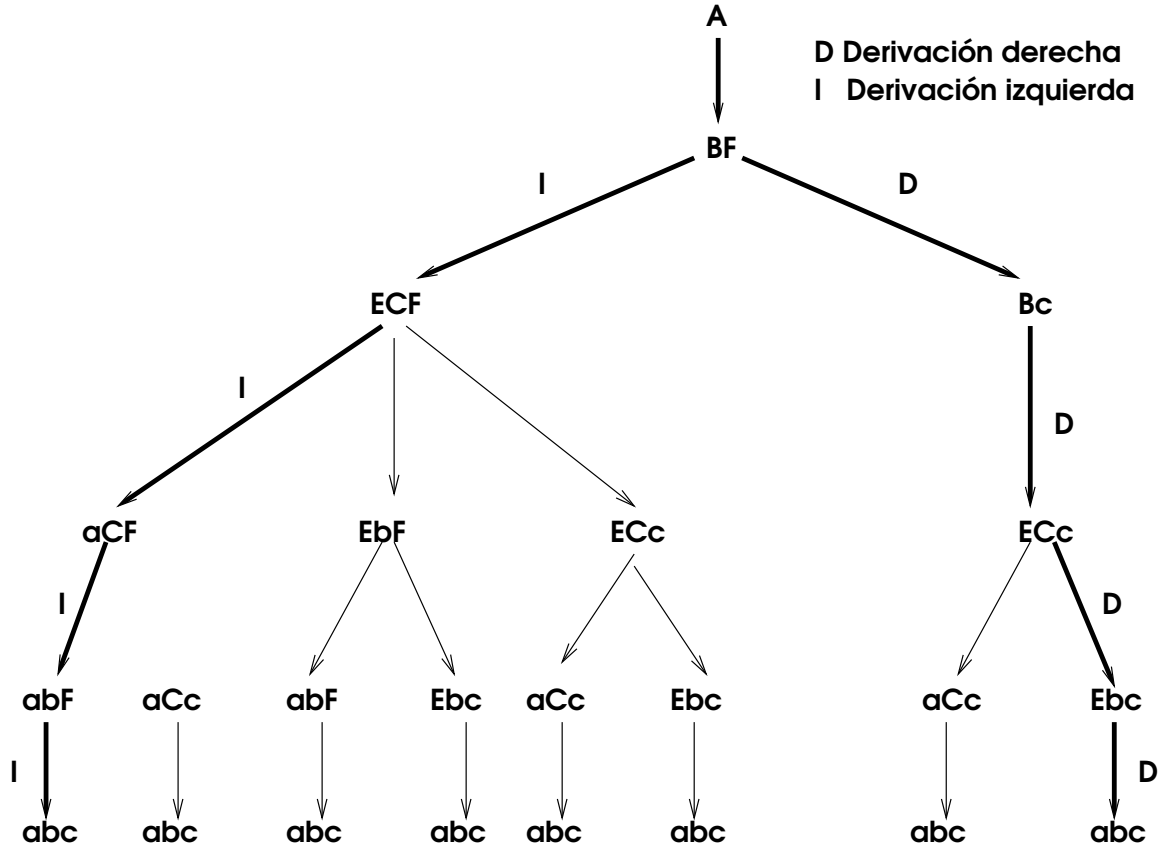 A
D Derivación derecha
I Derivación izquierda
BF
I D
ECF Bc
I D
aCF EbF ECc ECc
I D
abF aCc abF Ebc aCc Ebc aCc Ebc
I D
abc abc abc abc abc abc abc abc